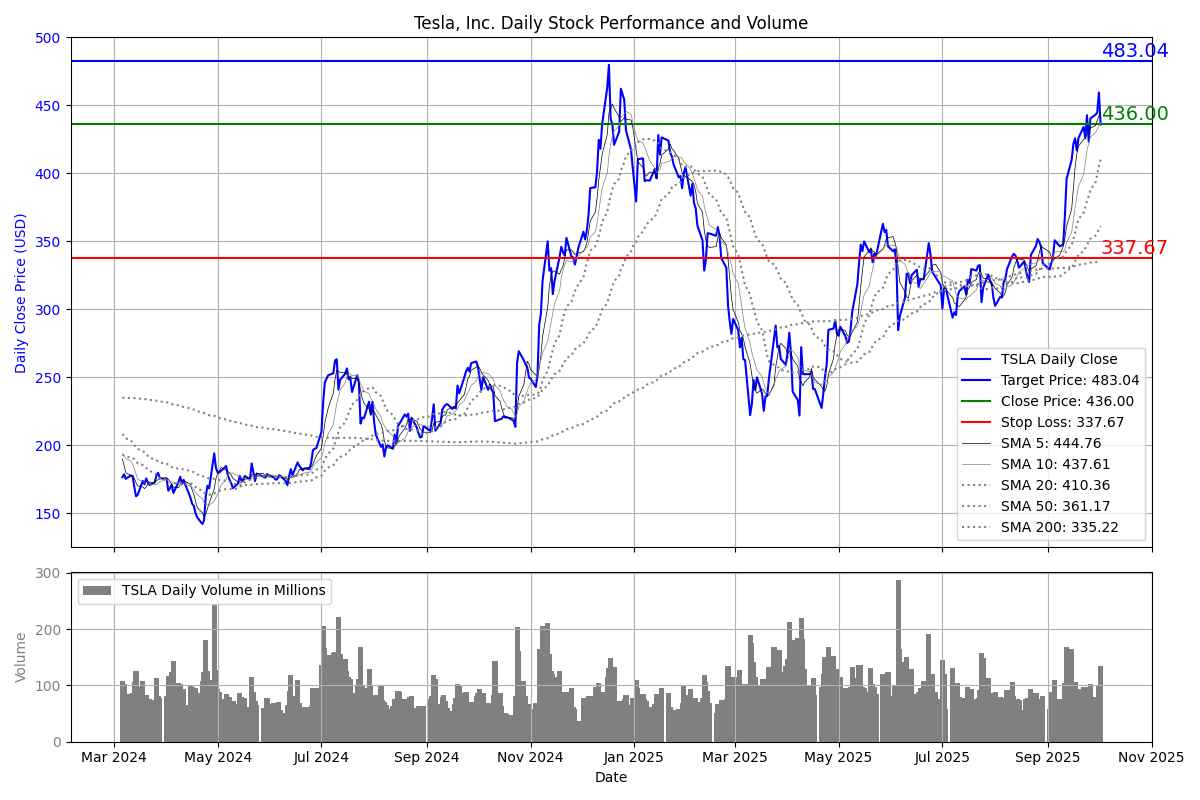 Tesla, Inc. Daily Stock Performance and Volume
500
450
400
350
300
250
200
150
Daily Close Price (USD)
483.04
436.00
337.67
TSLA Daily Close
Target Price: 483.04
Close Price: 436.00
Stop Loss: 337.67
SMA 5: 444.76
SMA 10: 437.61
SMA 20: 410.36
SMA 50: 361.17
SMA 200: 335.22
300
200
100
0
Volume
TSLA Daily Volume in Millions
Mar 2024 May 2024 Jul 2024 Sep 2024 Nov 2024 Jan 2025 Mar 2025 May 2025 Jul 2025 Sep 2025 Nov 2025
Date